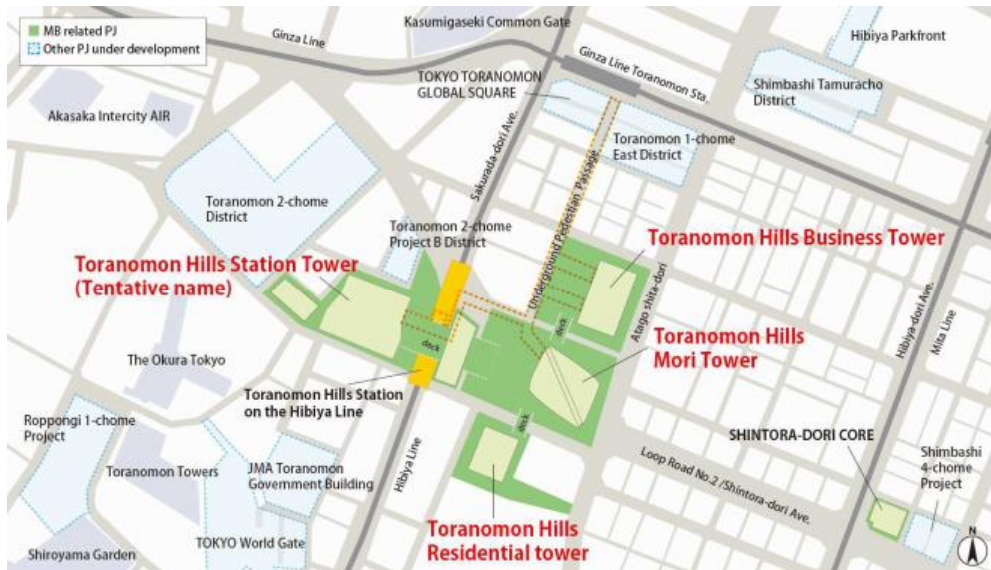 MB related PJ
Other PJ under development
Ginza Line
Kasumigaseki Common Gate
Hibiya Parkfront
TOKYO TORANOMON
GLOBAL SQUARE
Ginza Line Toranomon Sta.
Shimbashi Tamuracho
District
Akasaka Intercity AIR
Sakurada-dori Ave.
Toranomon 1-chome
East District
Toranomon 2-chome
District
Underground Pedestian Passage
Toranomon 2-chome
Project B District
Toranomon Hills Business Tower
Toranomon Hills Station Tower
(Tentative name)
Atago shita-dori
Hibiya-dori Ave.
Mita Line
deck
deck
Toranomon Hills
Mori Tower
The Okura Tokyo
Toranomon Hills Station
on the Hibiya Line
deck
Roppongi 1-chome
Project
SHINTORA-DORI CORE
Hibiya Line
Loop Road No.2 /Shintora-dori Ave.
Shimbashi
4-chome
Project
Toranomon Towers
JMA Toranomon
Government Building
Toranomon Hills
Residential tower
TOKYO World Gate
Shiroyama Garden
N